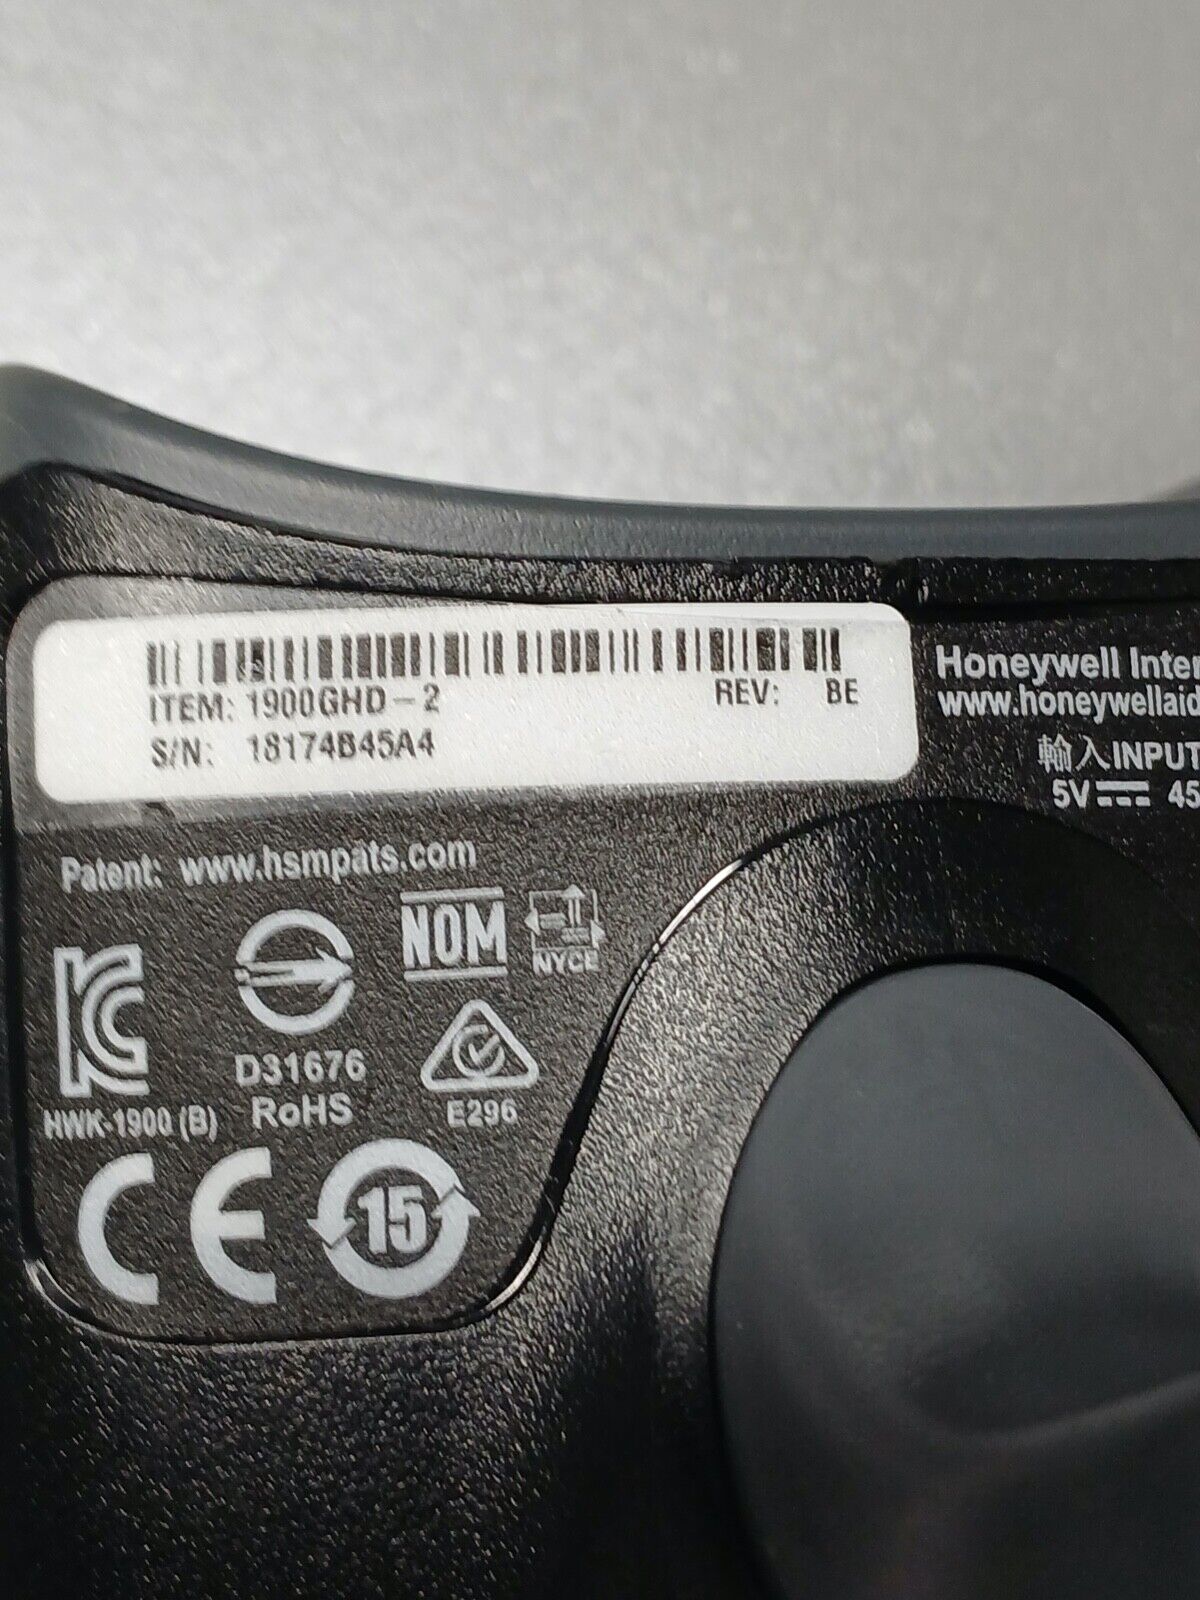 ITEM: 1900GHD-2 REV: BE
S/N: 18174B45A4
Honeywell Inter
www.honeywellaid
輸入INPUT
5V 45
Patent: www.hsmpats.com
NOM
NYCE
D31676
RoHS
E296
HWK-1900 (B)
CE
15